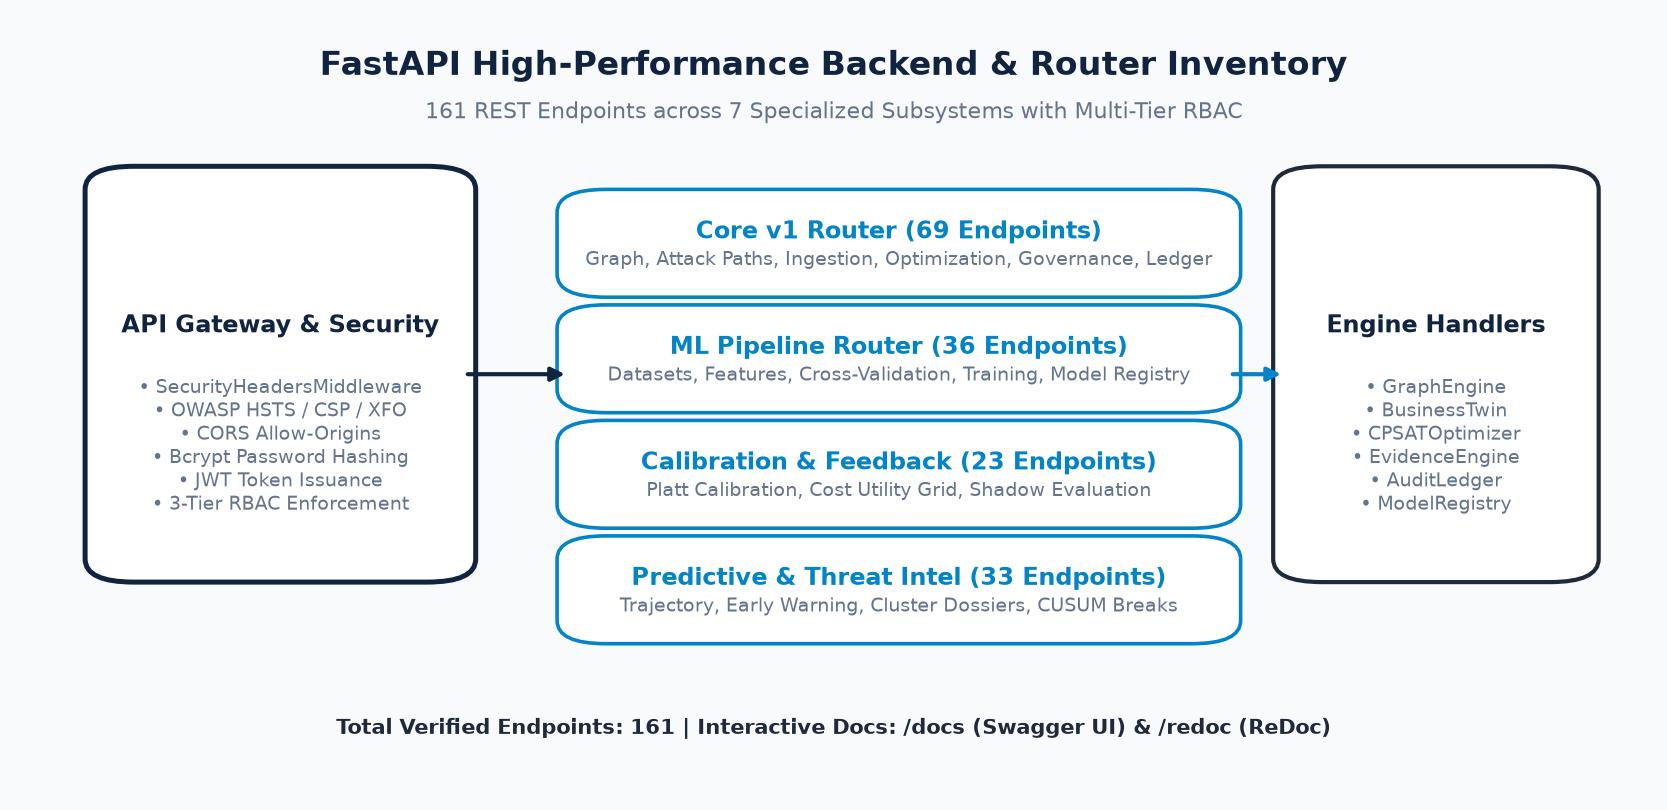 FastAPI High-Performance Backend & Router Inventory
161 REST Endpoints across 7 Specialized Subsystems with Multi-Tier RBAC
API Gateway & Security
• SecurityHeadersMiddleware
• OWASP HSTS / CSP / XFO
• CORS Allow-Origins
• Bcrypt Password Hashing
• JWT Token Issuance
• 3-Tier RBAC Enforcement
Core v1 Router (69 Endpoints)
Graph, Attack Paths, Ingestion, Optimization, Governance, Ledger
ML Pipeline Router (36 Endpoints)
Datasets, Features, Cross-Validation, Training, Model Registry
Calibration & Feedback (23 Endpoints)
Platt Calibration, Cost Utility Grid, Shadow Evaluation
Predictive & Threat Intel (33 Endpoints)
Trajectory, Early Warning, Cluster Dossiers, CUSUM Breaks
Engine Handlers
• GraphEngine
• BusinessTwin
• CPSATOptimizer
• EvidenceEngine
• AuditLedger
• ModelRegistry
Total Verified Endpoints: 161 | Interactive Docs: /docs (Swagger UI) & /redoc (ReDoc)